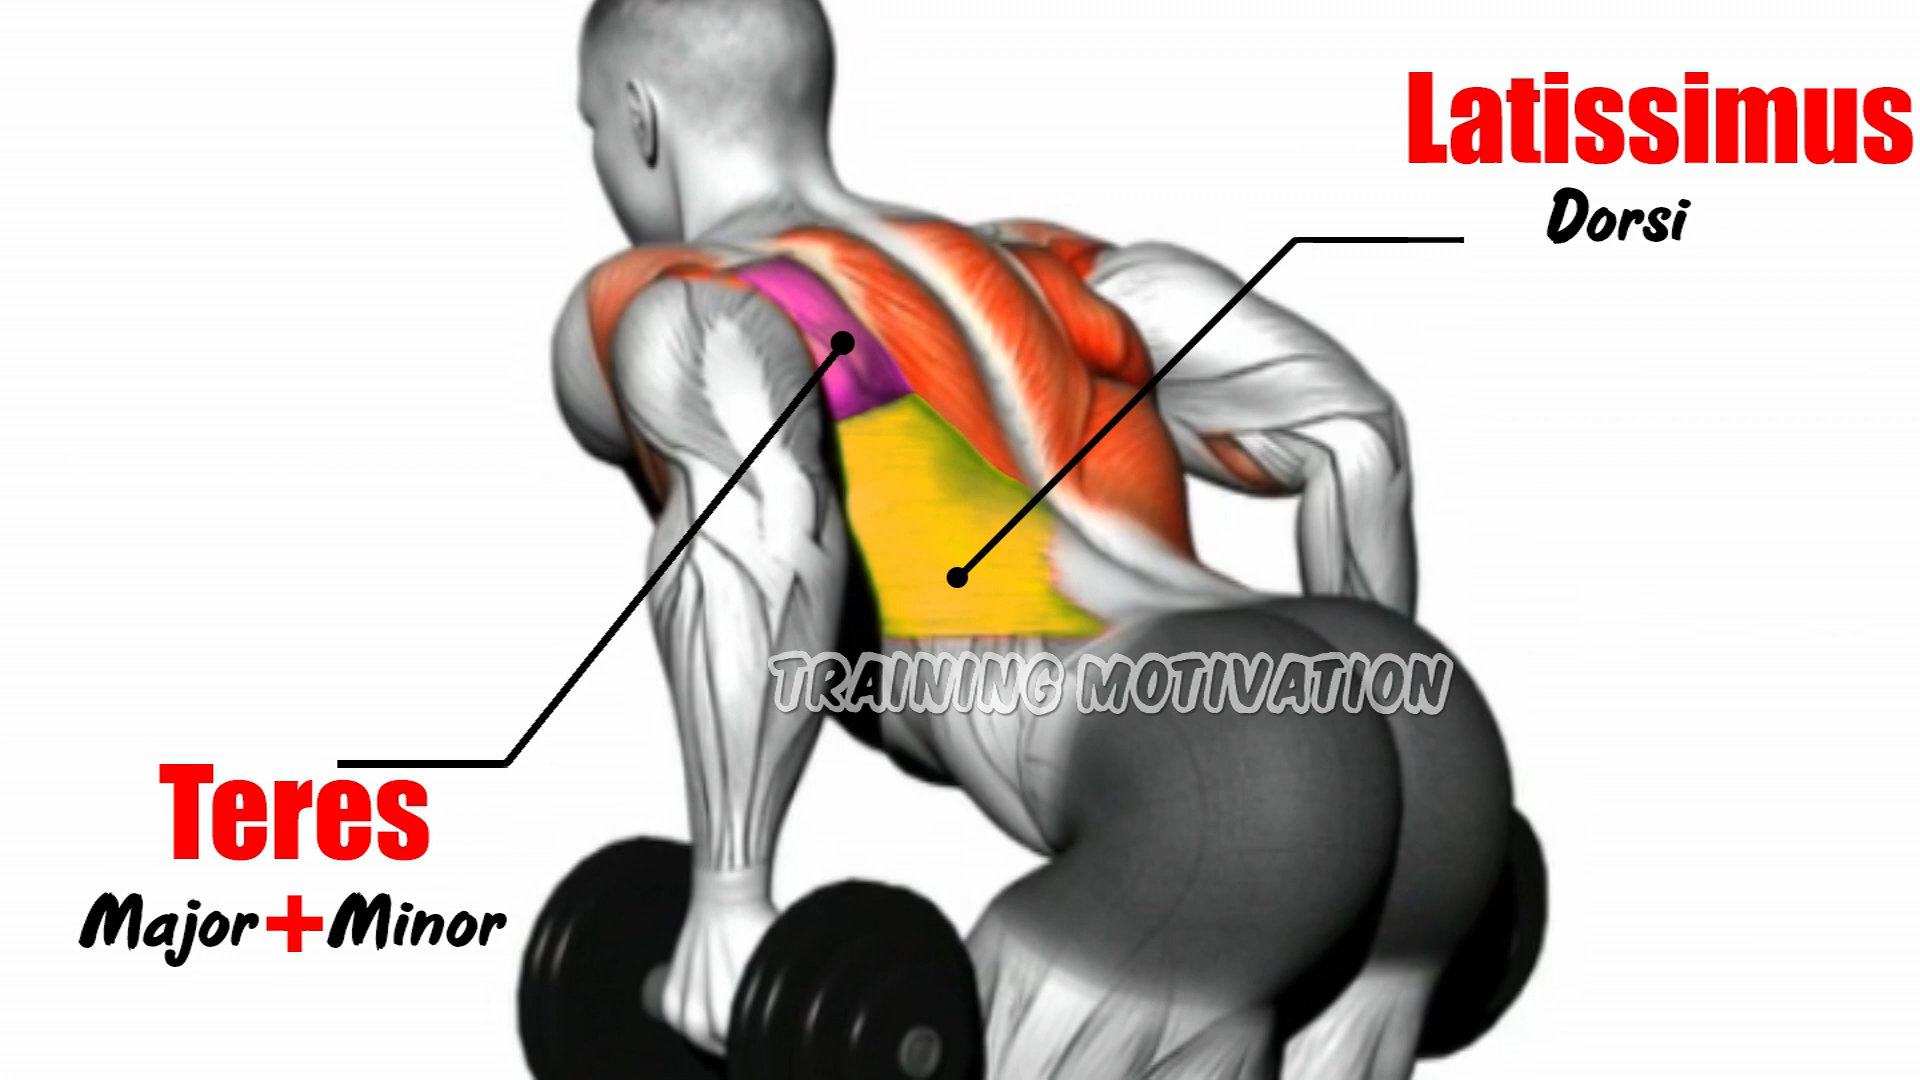 Latissimus
Dorsi
TRAINING MOTIVATION
Teres
Major+Minor